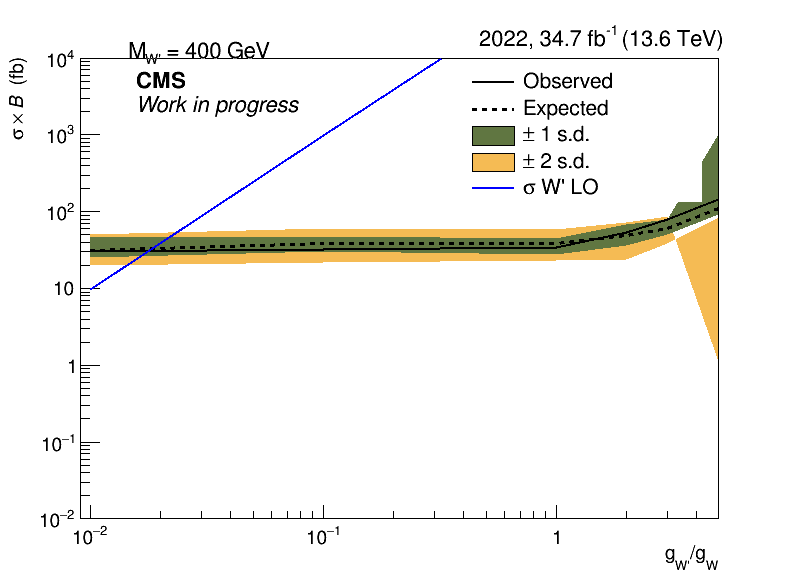 M_W' = 400 GeV
2022, 34.7 fb⁻¹ (13.6 TeV)
CMS
Work in progress
Observed
Expected
± 1 s.d.
± 2 s.d.
σ W' LO
σ × B (fb)
10⁴
10³
10²
10
1
10⁻¹
10⁻²
10⁻² 10⁻¹ 1
g_W'/g_W